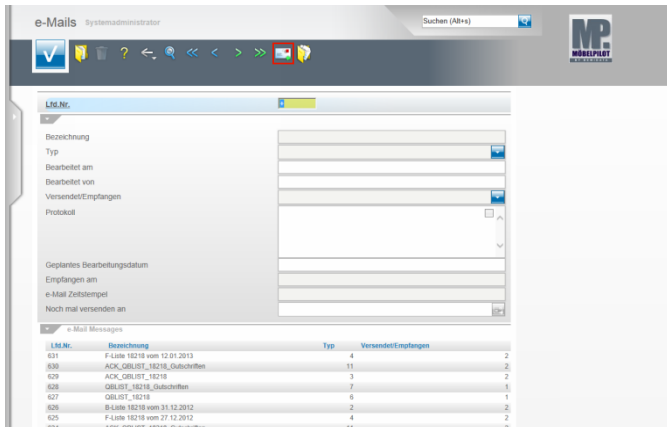 e-Mails Systemadministrator
Suchen (Alt+s)
MP
MÖBELPILOT
Lfd.Nr.
Bezeichnung
Typ
Bearbeitet am
Bearbeitet von
Versendet/Empfangen
Protokoll
Geplantes Bearbeitungsdatum
Empfangen am
e-Mail Zeitstempel
Noch mal versenden an
e-Mail Messages
Lfd.Nr. Bezeichnung Typ Versendet/Empfangen
631 F-Liste 18218 vom 12.01.2013 4 2
630 ACK_QBLIST_18218_Gutschriften 11 2
629 ACK_QBLIST_18218 3 2
628 QBLIST_18218_Gutschriften 7 1
627 QBLIST_18218 6 1
626 B-Liste 18218 vom 31.12.2012 2 2
625 F-Liste 18218 vom 27.12.2012 4 2